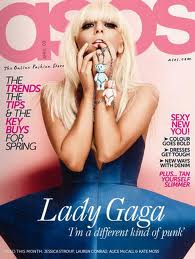 asos
The Online Fashion Store
asos.com
THE
TRENDS
THE
TIPS &
THE KEY
BUYS FOR
SPRING
SEXY
NEW YOU!
COLOUR
GOES BOLD
DRESSES
GET TOUGH
NEW WAYS
WITH DENIM
PLUS...
TAN
YOURSELF
SLIMMER
Lady Gaga
'I'm a different kind of punk'
PLUS THIS MONTH: JESSICA STROUP, LAUREN CONRAD, ALICE McCALL & KATE MOSS